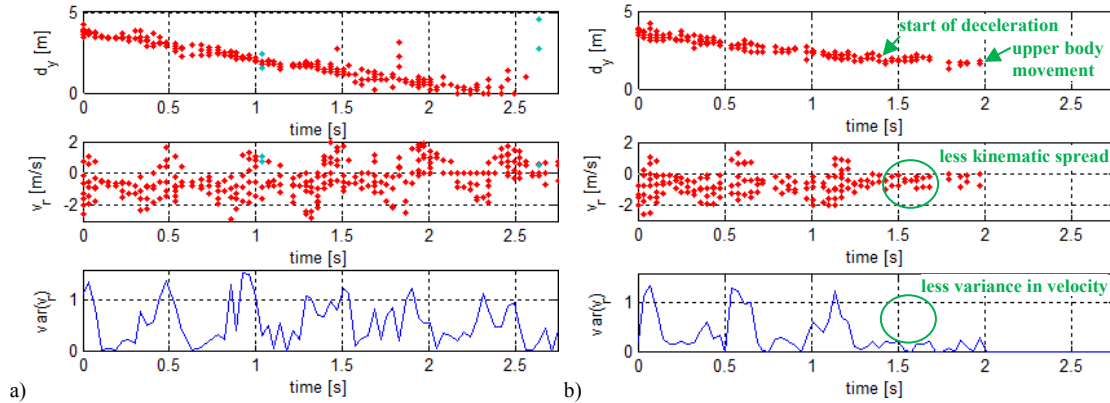 5
0
d_y [m]
0 0.5 1 1.5 2 2.5
time [s]
2
0
-2
v_r [m/s]
0 0.5 1 1.5 2 2.5
time [s]
1
0
var(v_r)
0 0.5 1 1.5 2 2.5
time [s]
a)
5
0
d_y [m]
start of deceleration
upper body
movement
0 0.5 1 1.5 2 2.5
time [s]
2
0
-2
v_r [m/s]
less kinematic spread
0 0.5 1 1.5 2 2.5
time [s]
1
0
var(v_r)
less variance in velocity
0 0.5 1 1.5 2 2.5
time [s]
b)